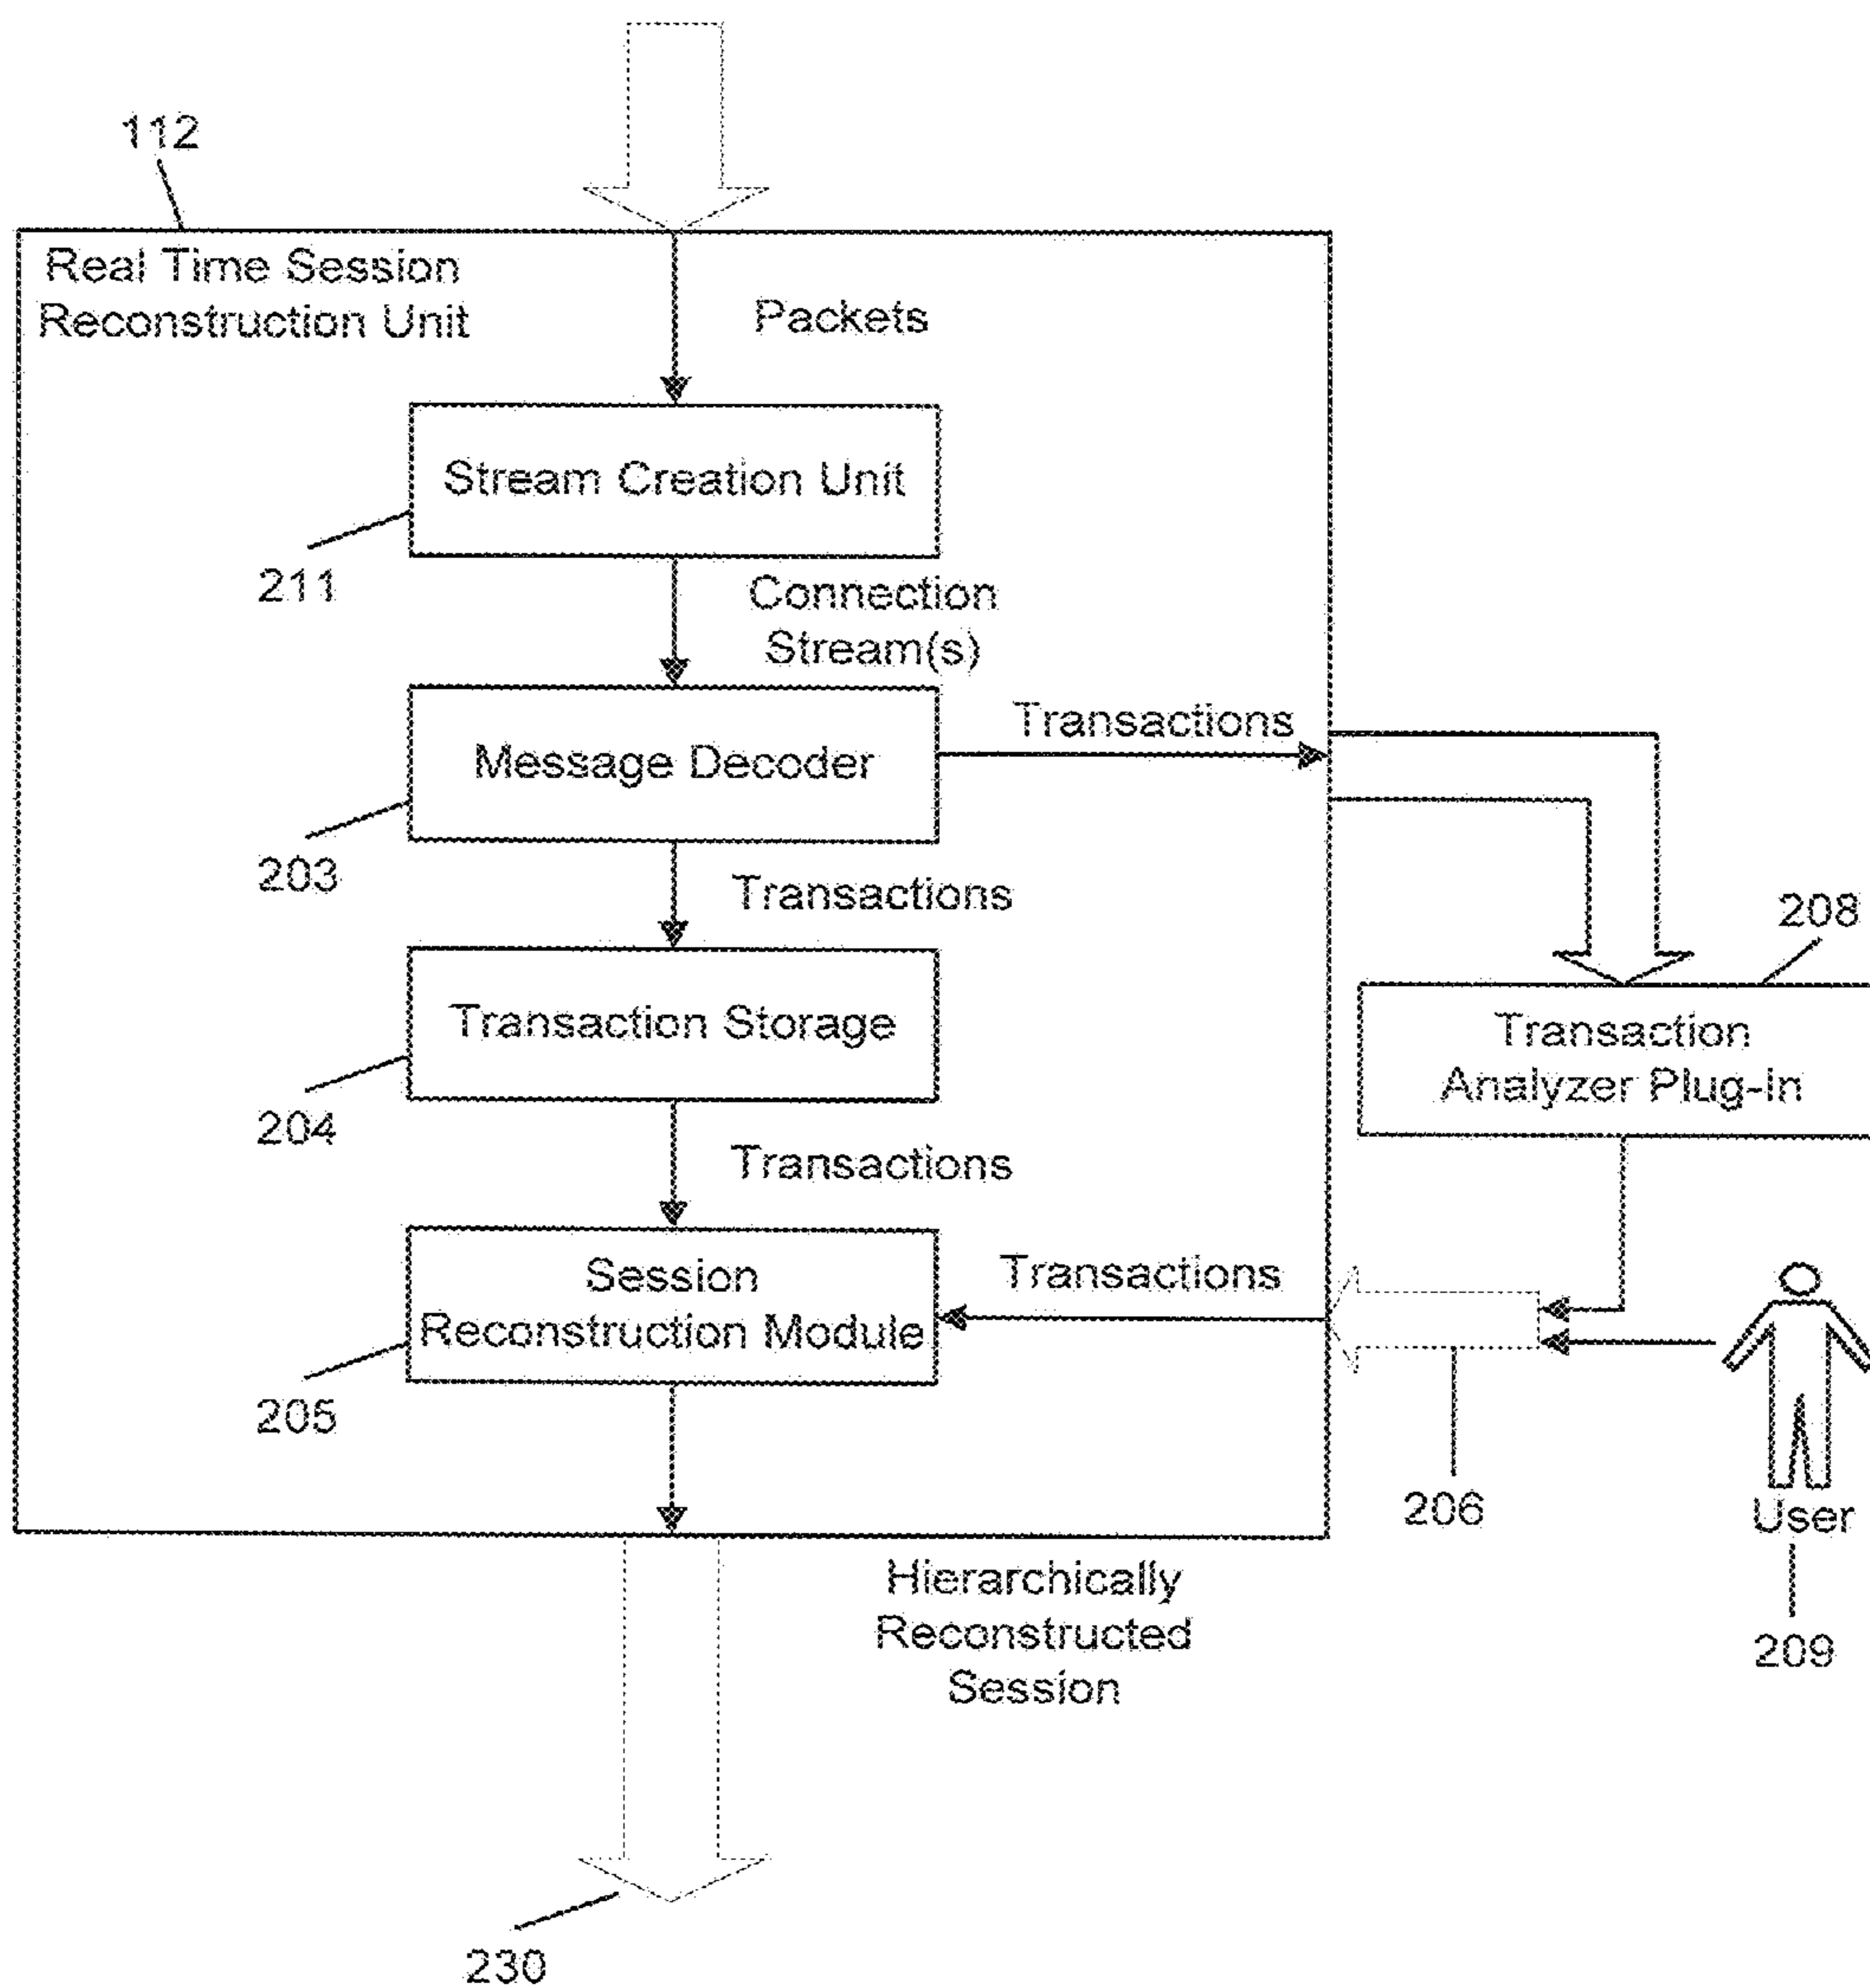 112
Real Time Session
Reconstruction Unit
Packets
Stream Creation Unit
211
Connection
Stream(s)
Transactions
Message Decoder
203
Transactions
208
Transaction Storage
Transaction
Analyzer Plug-In
204
Transactions
Session
Reconstruction Module
Transactions
205
206
User
Hierarchically
Reconstructed
Session
209
230